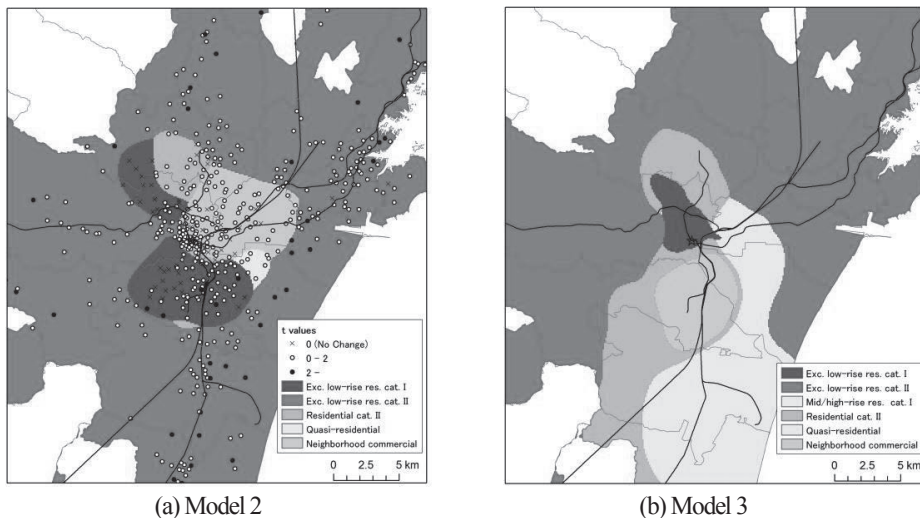 t values
0 (No Change)
0 - 2
2 -
Exc. low-rise res. cat. I
Exc. low-rise res. cat. II
Residential cat. II
Quasi-residential
Neighborhood commercial
0 2.5 5 km
(a) Model 2
Exc. low-rise res. cat. I
Exc. low-rise res. cat. II
Mid/high-rise res. cat. I
Residential cat. II
Quasi-residential
Neighborhood commercial
0 2.5 5 km
(b) Model 3